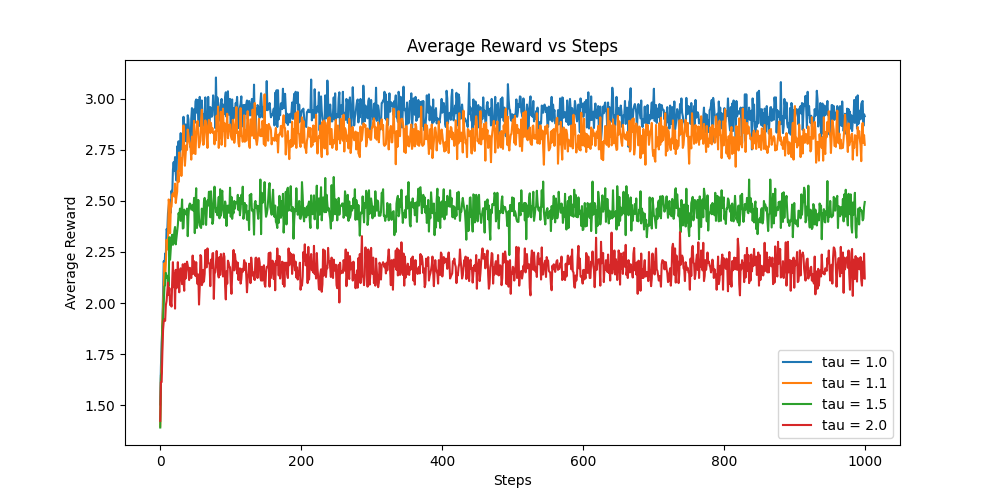 Average Reward vs Steps
Average Reward
3.00
2.75
2.50
2.25
2.00
1.75
1.50
0 200 400 600 800 1000
Steps
tau = 1.0
tau = 1.1
tau = 1.5
tau = 2.0